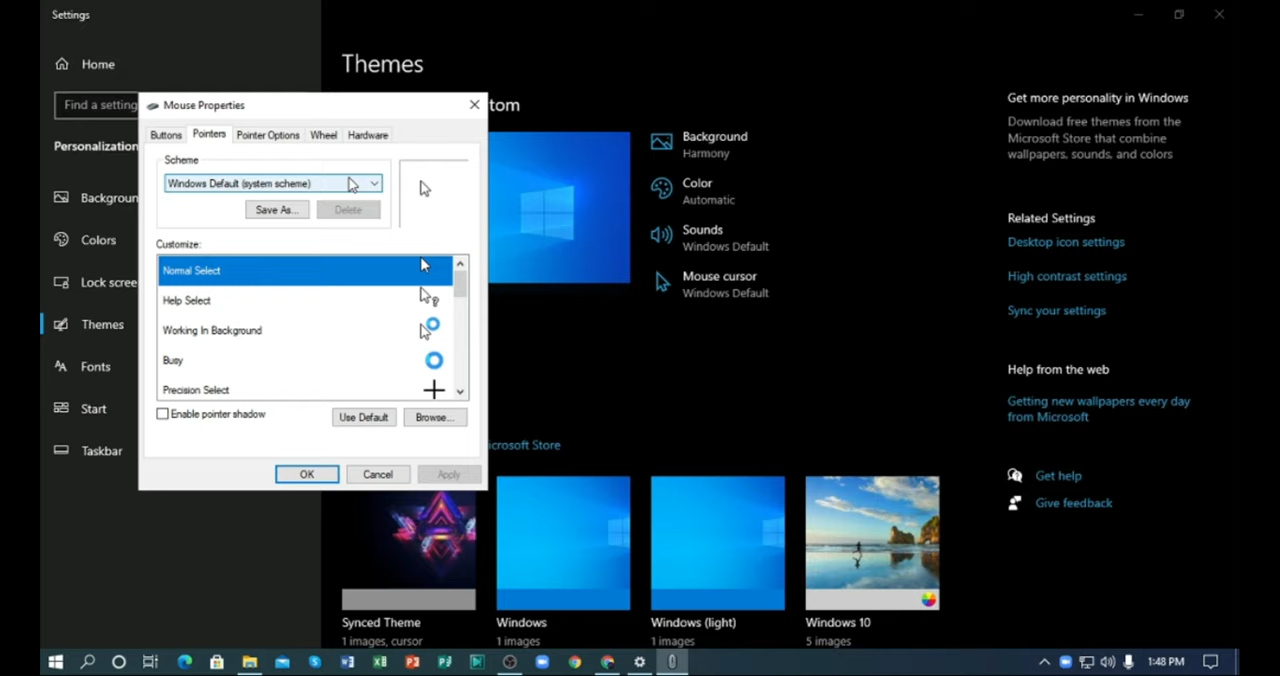 Settings
Home
Find a setting
Personalization
Backgroun
Colors
Lock scree
Themes
Fonts
Start
Taskbar
Mouse Properties
Buttons
Pointers
Pointer Options
Wheel
Hardware
Scheme
Windows Default (system scheme)
Save As...
Delete
Customize:
Normal Select
Help Select
Working In Background
Busy
Precision Select
Enable pointer shadow
Use Default
Browse...
OK
Cancel
Apply
Themes
tom
Background
Harmony
Color
Automatic
Sounds
Windows Default
Mouse cursor
Windows Default
icrosoft Store
Synced Theme
1 images, cursor
Windows
1 images
Windows (light)
1 images
Windows 10
5 images
Get more personality in Windows
Download free themes from the
Microsoft Store that combine
wallpapers, sounds, and colors
Related Settings
Desktop icon settings
High contrast settings
Sync your settings
Help from the web
Getting new wallpapers every day
from Microsoft
Get help
Give feedback
1:48 PM